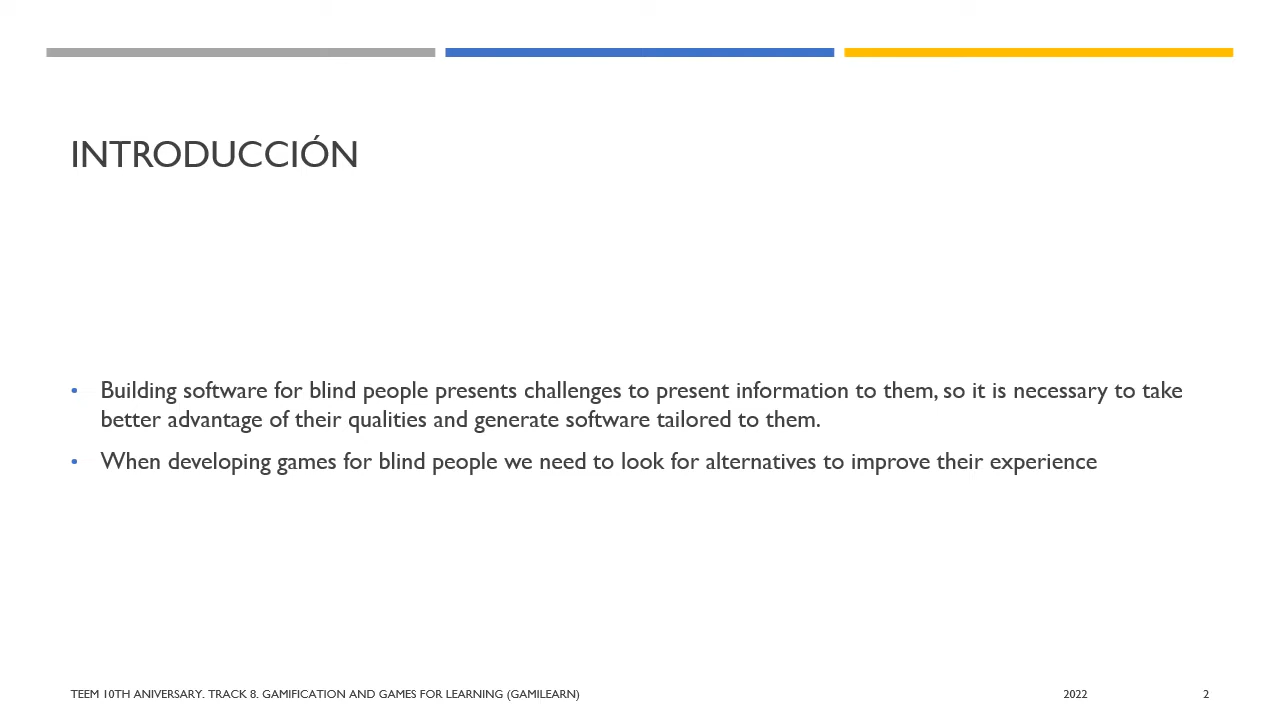 INTRODUCCIÓN
• Building software for blind people presents challenges to present information to them, so it is necessary to take
better advantage of their qualities and generate software tailored to them.
• When developing games for blind people we need to look for alternatives to improve their experience
TEEM 10TH ANIVERSARY. TRACK 8. GAMIFICATION AND GAMES FOR LEARNING (GAMILEARN) 2022 2